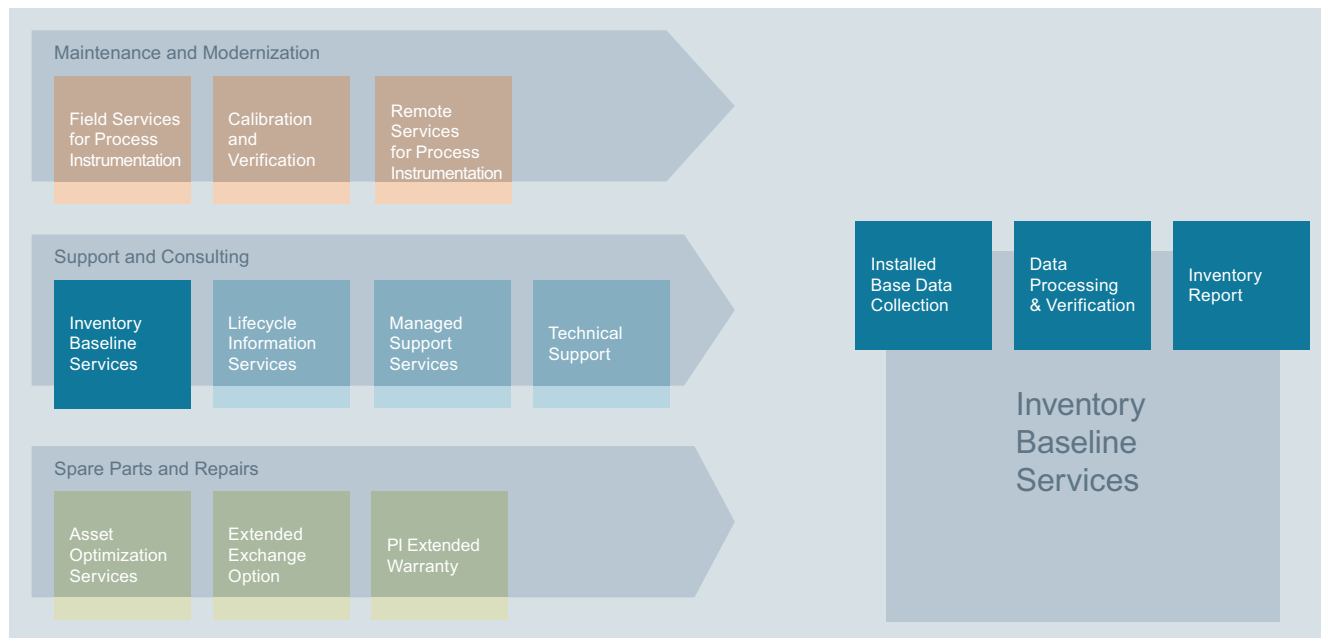 Maintenance and Modernization
Field Services
for Process
Instrumentation
Calibration
and
Verification
Remote
Services
for Process
Instrumentation
Support and Consulting
Inventory
Baseline
Services
Lifecycle
Information
Services
Managed
Support
Services
Technical
Support
Spare Parts and Repairs
Asset
Optimization
Services
Extended
Exchange
Option
PI Extended
Warranty
Installed
Base Data
Collection
Data
Processing
& Verification
Inventory
Report
Inventory
Baseline
Services